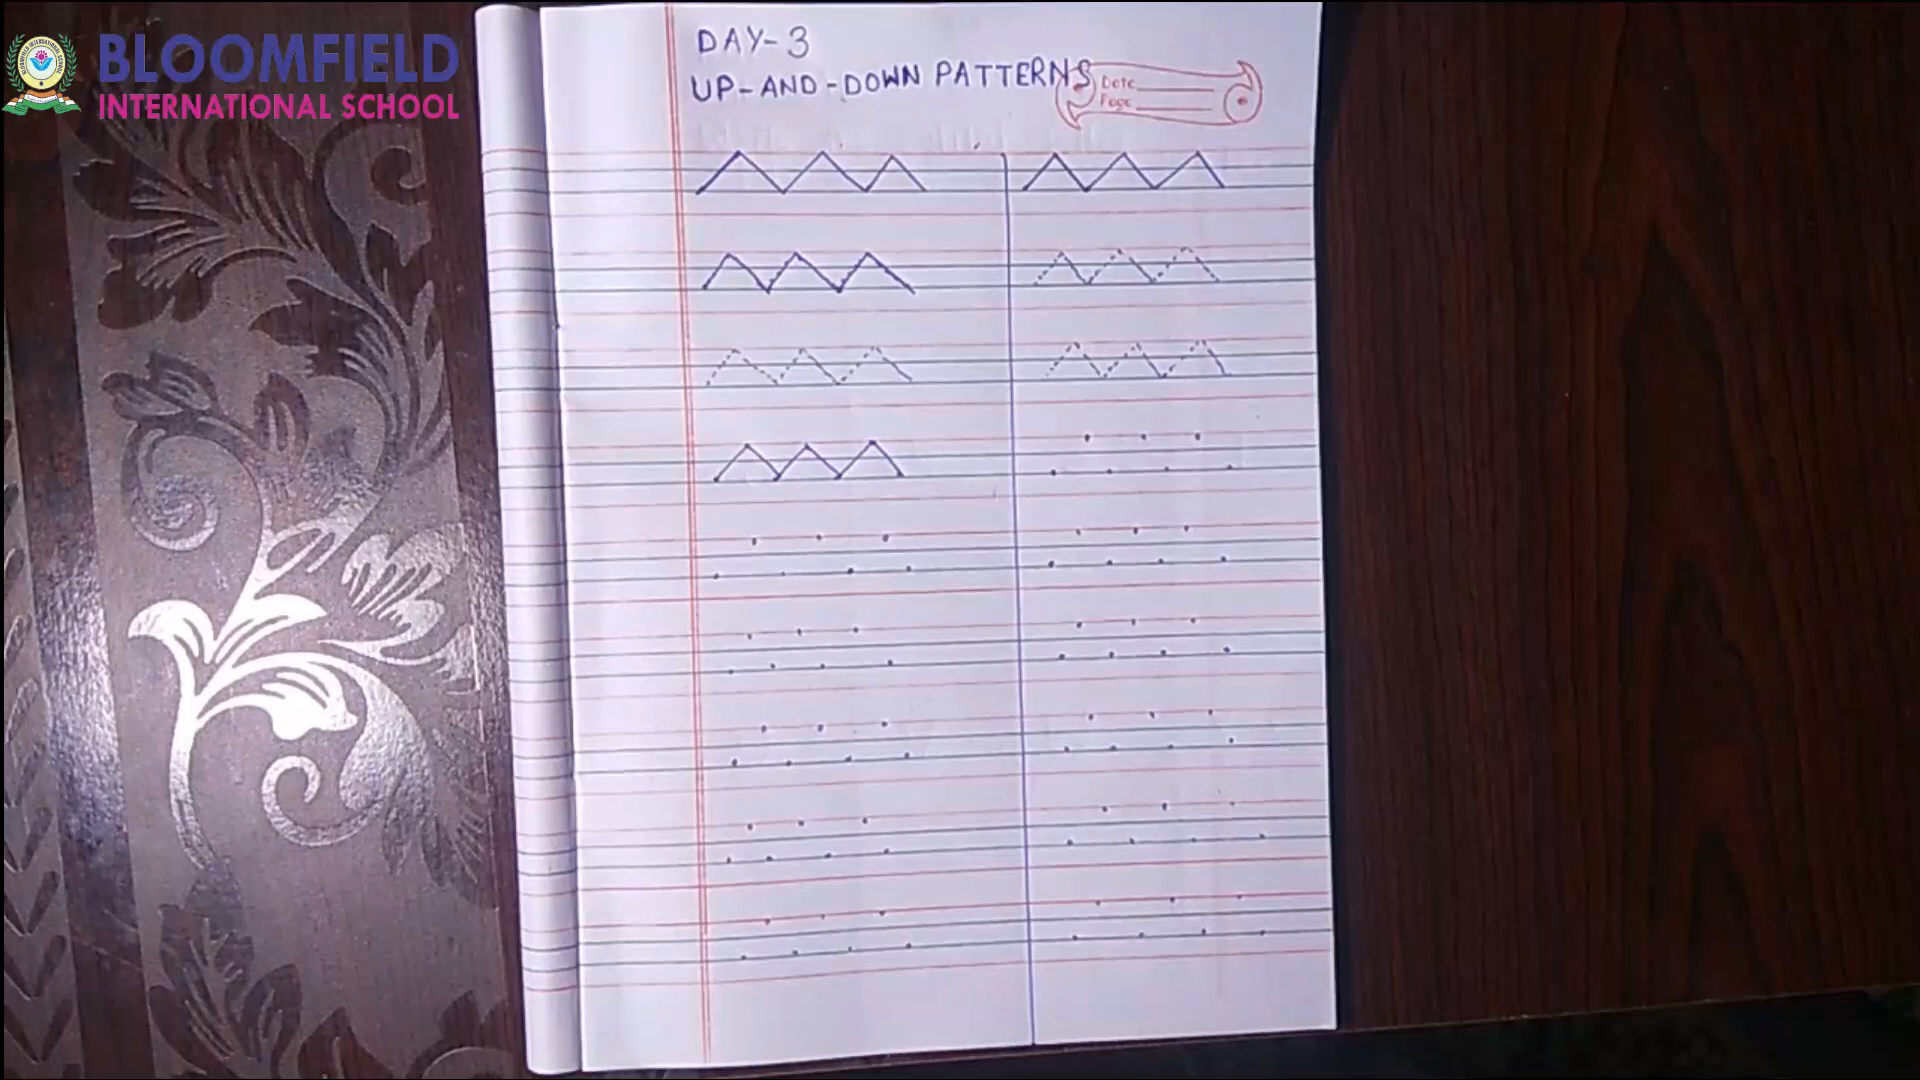 BLOOMFIELD
INTERNATIONAL SCHOOL
DAY-3
UP-AND-DOWN PATTERNS
Date
Page